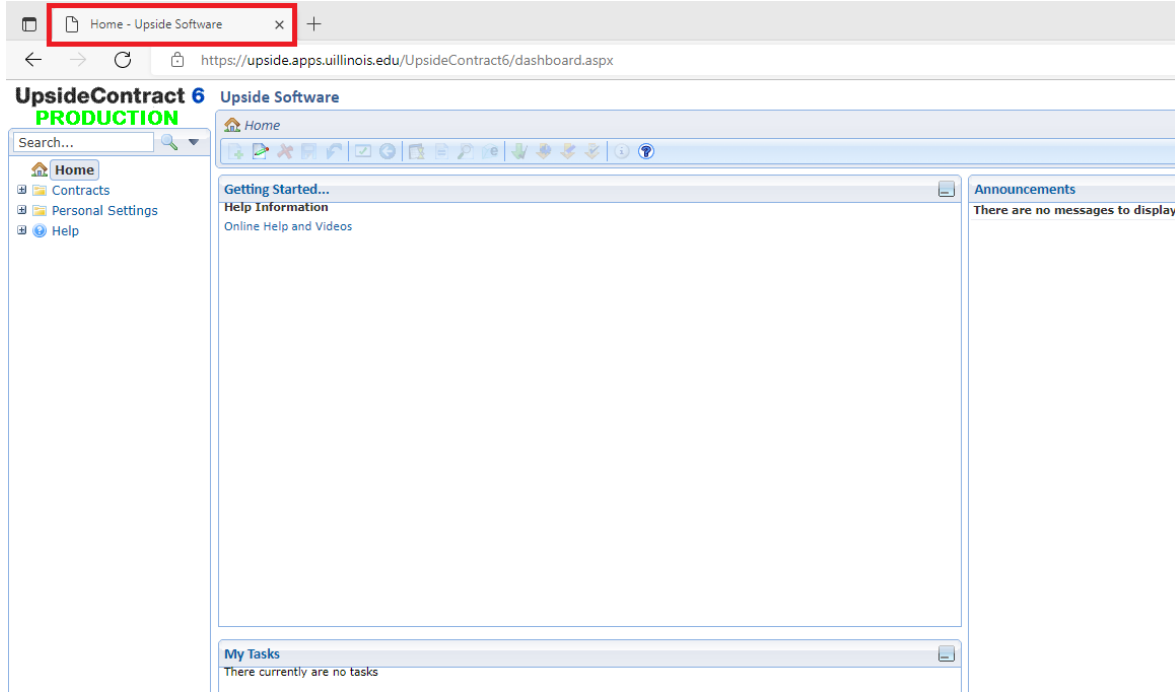 Home - Upside Software
https://upside.apps.uillinois.edu/UpsideContract6/dashboard.aspx
UpsideContract 6
PRODUCTION
Search...
Home
Contracts
Personal Settings
Help
Upside Software
Home
Getting Started...
Help Information
Online Help and Videos
My Tasks
There currently are no tasks
Announcements
There are no messages to display